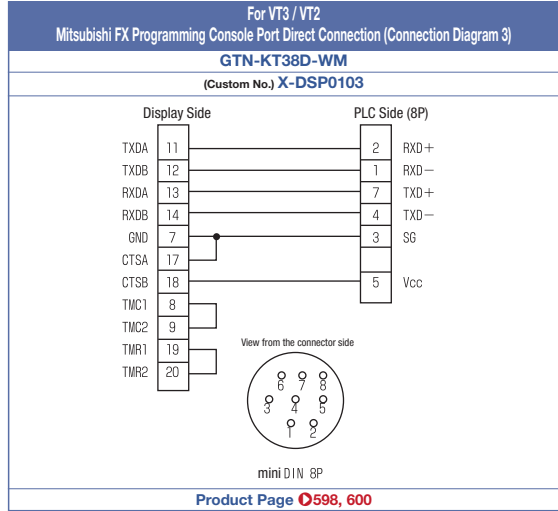 For VT3 / VT2
Mitsubishi FX Programming Console Port Direct Connection (Connection Diagram 3)
GTN-KT38D-WM
(Custom No.) X-DSP0103
Display Side PLC Side (8P)
TXDA 11 2 RXD+
TXDB 12 1 RXD−
RXDA 13 7 TXD+
RXDB 14 4 TXD−
GND 7 3 SG
CTSA 17
CTSB 18 5 Vcc
TMC1 8
TMC2 9
TMR1 19
TMR2 20
View from the connector side
6 7 8
3 4 5
1 2
mini DIN 8P
Product Page 598, 600